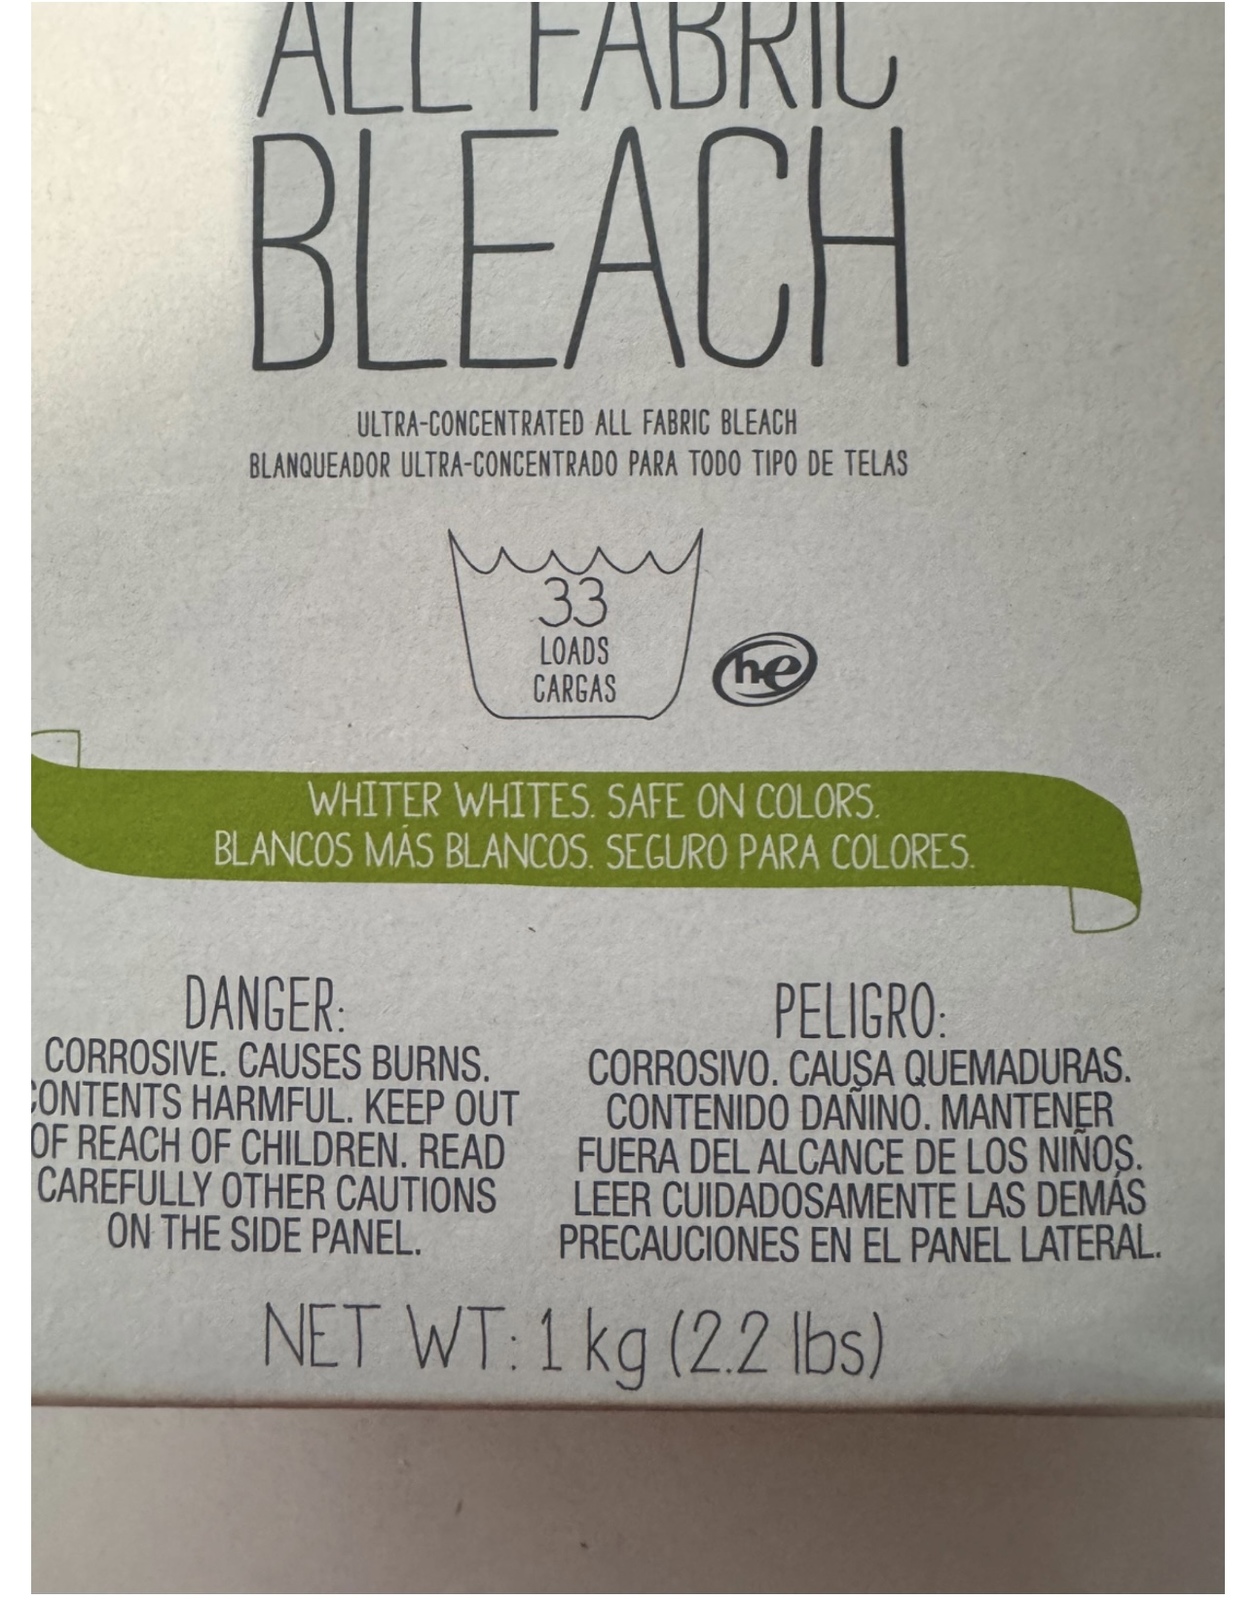 ALL FABRIC
BLEACH
ULTRA-CONCENTRATED ALL FABRIC BLEACH
BLANQUEADOR ULTRA-CONCENTRADO PARA TODO TIPO DE TELAS
33
LOADS
CARGAS
he
WHITER WHITES. SAFE ON COLORS.
BLANCOS MÁS BLANCOS. SEGURO PARA COLORES.
DANGER:
CORROSIVE. CAUSES BURNS.
CONTENTS HARMFUL. KEEP OUT
OF REACH OF CHILDREN. READ
CAREFULLY OTHER CAUTIONS
ON THE SIDE PANEL.
PELIGRO:
CORROSIVO. CAUSA QUEMADURAS.
CONTENIDO DAÑINO. MANTENER
FUERA DEL ALCANCE DE LOS NIÑOS.
LEER CUIDADOSAMENTE LAS DEMÁS
PRECAUCIONES EN EL PANEL LATERAL.
NET WT: 1 kg (2.2 lbs)